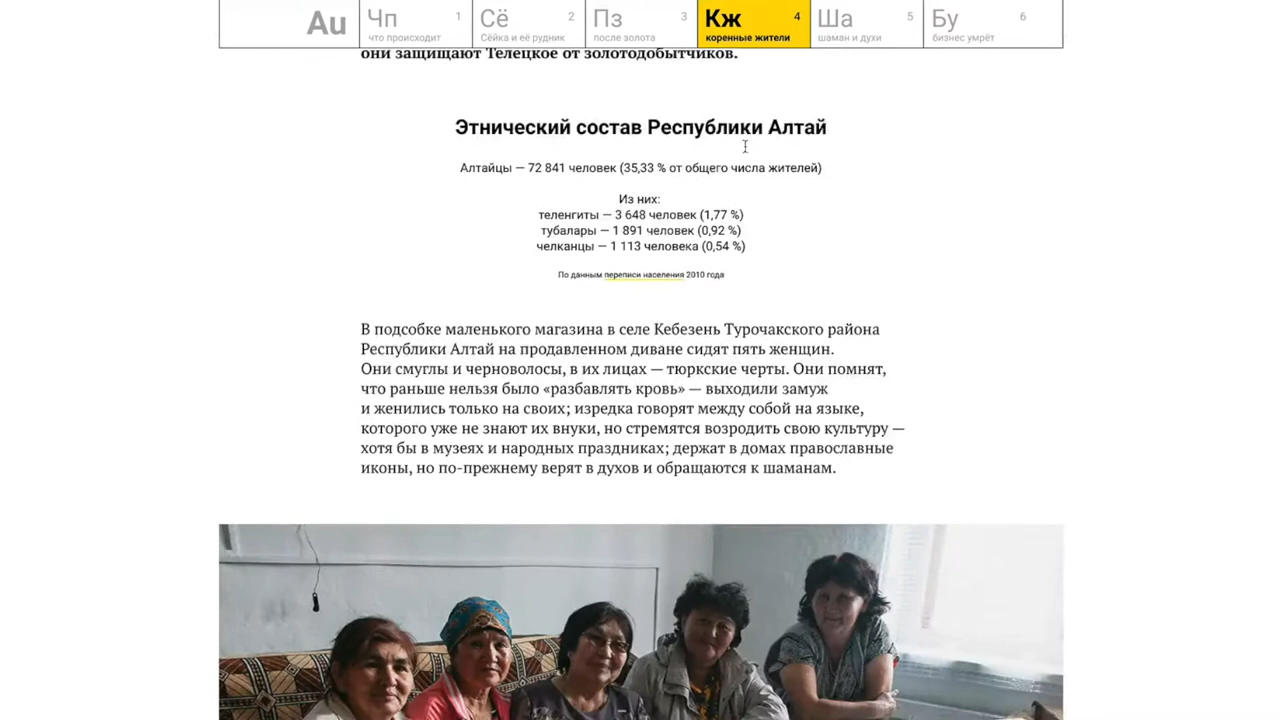 Au
Чп 1
что происходит
Сё 2
Сёйка и её рудник
Пз 3
после золота
Кж 4
коренные жители
Ша 5
шаман и духи
Бу 6
бизнес умрёт
они защищают Телецкое от золотодобытчиков.
Этнический состав Республики Алтай
Алтайцы — 72 841 человек (35,33 % от общего числа жителей)
Из них:
теленгиты — 3 648 человек (1,77 %)
тубалары — 1 891 человек (0,92 %)
челканцы — 1 113 человека (0,54 %)
По данным переписи населения 2010 года
В подсобке маленького магазина в селе Кебезень Турочакского района
Республики Алтай на продавленном диване сидят пять женщин.
Они смуглы и черноволосы, в их лицах — тюркские черты. Они помнят,
что раньше нельзя было «разбавлять кровь» — выходили замуж
и женились только на своих; изредка говорят между собой на языке,
которого уже не знают их внуки, но стремятся возродить свою культуру —
хотя бы в музеях и народных праздниках; держат в домах православные
иконы, но по-прежнему верят в духов и обращаются к шаманам.